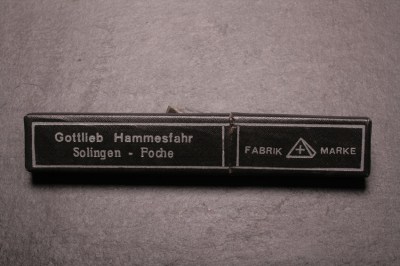 Gottlieb Hammesfahr
Solingen - Foche
FABRIK MARKE